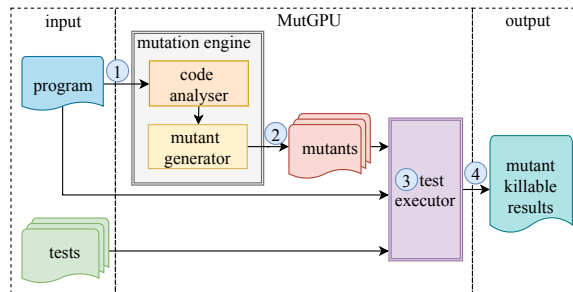 input
MutGPU
output
mutation engine
program
1
code
analyser
mutant
generator
2
mutants
3 test
executor
4
mutant
killable
results
tests